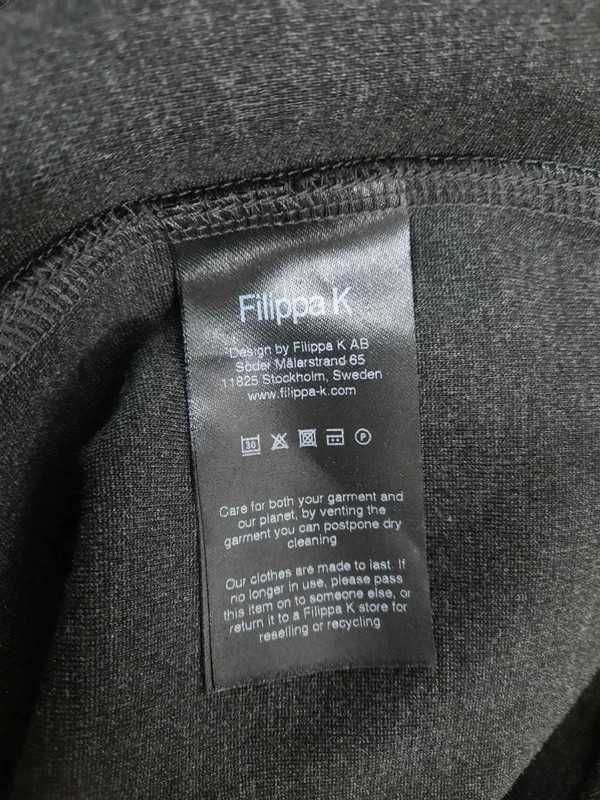 Filippa K
Design by Filippa K AB
Söder Mälarstrand 65
11825 Stockholm, Sweden
www.filippa-k.com
30 P
Care for both your garment and
our planet, by venting the
garment you can postpone dry
cleaning
Our clothes are made to last. If
no longer in use, please pass
this item on to someone else, or
return it to a Filippa K store for
reselling or recycling